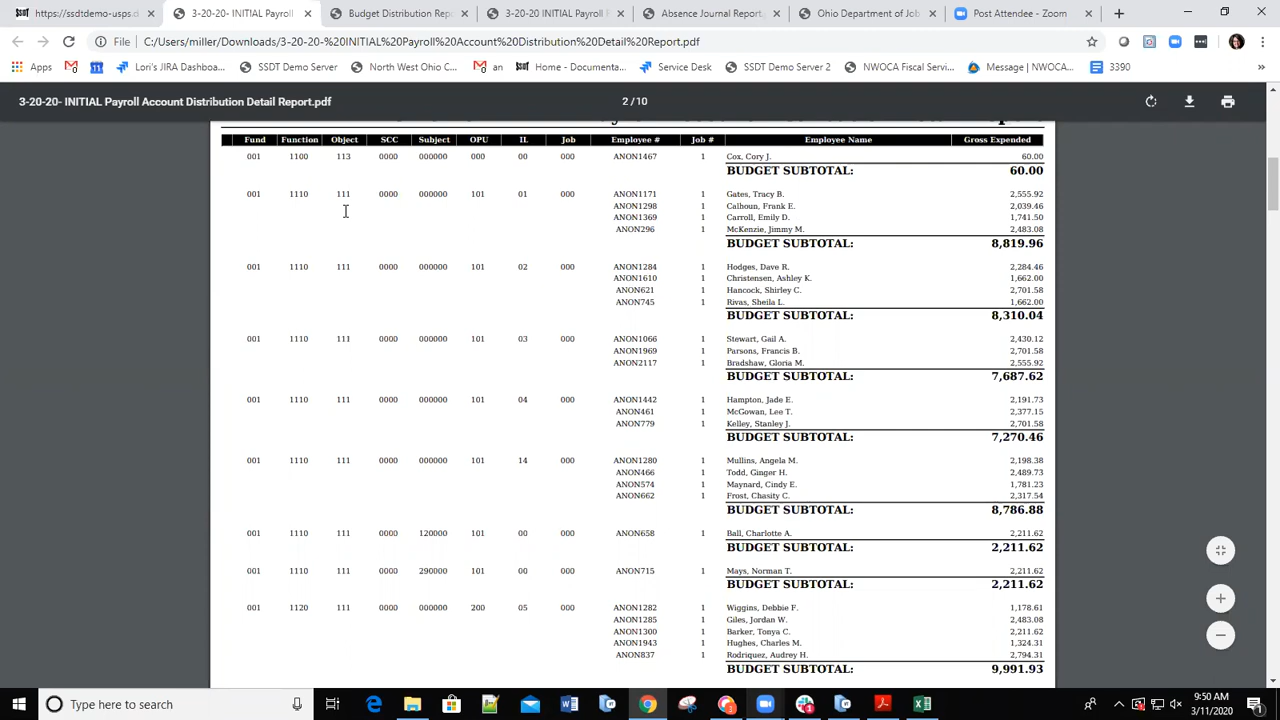 https://ssdtdemo-usps.d
3-20-20- INITIAL Payroll
Budget Distribution Rep
3-20-20 INITIAL Payroll
Absence Journal Report
Ohio Department of Job
Post Attendee - Zoom
File C:/Users/miller/Downloads/3-20-20-%20INITIAL%20Payroll%20Account%20Distribution%20Detail%20Report.pdf
Apps Lori's JIRA Dashboa... SSDT Demo Server North West Ohio C... an Home - Documenta... Service Desk SSDT Demo Server 2 NWOCA Fiscal Servi... Message | NWOCA... 3390
3-20-20- INITIAL Payroll Account Distribution Detail Report.pdf 2 / 10
Fund Function Object SCC Subject OPU IL Job Employee # Job # Employee Name Gross Expended
001 1100 113 0000 000000 000 00 000 ANON1467 1 Cox, Cory J. 60.00
BUDGET SUBTOTAL: 60.00
001 1110 111 0000 000000 101 01 000 ANON1171 1 Gates, Tracy B. 2,555.92
ANON1298 1 Calhoun, Frank E. 2,039.46
ANON1369 1 Carroll, Emily D. 1,741.50
ANON296 1 McKenzie, Jimmy M. 2,483.08
BUDGET SUBTOTAL: 8,819.96
001 1110 111 0000 000000 101 02 000 ANON1284 1 Hodges, Dave R. 2,284.46
ANON1610 1 Christensen, Ashley K. 1,662.00
ANON621 1 Hancock, Shirley C. 2,701.58
ANON745 1 Rivas, Sheila L. 1,662.00
BUDGET SUBTOTAL: 8,310.04
001 1110 111 0000 000000 101 03 000 ANON1066 1 Stewart, Gail A. 2,430.12
ANON1969 1 Parsons, Francis B. 2,701.58
ANON2117 1 Bradshaw, Gloria M. 2,555.92
BUDGET SUBTOTAL: 7,687.62
001 1110 111 0000 000000 101 04 000 ANON1442 1 Hampton, Jade E. 2,191.73
ANON461 1 McGowan, Lee T. 2,377.15
ANON779 1 Kelley, Stanley J. 2,701.58
BUDGET SUBTOTAL: 7,270.46
001 1110 111 0000 000000 101 14 000 ANON1280 1 Mullins, Angela M. 2,198.38
ANON466 1 Todd, Ginger H. 2,489.73
ANON574 1 Maynard, Cindy E. 1,781.23
ANON662 1 Frost, Chasity C. 2,317.54
BUDGET SUBTOTAL: 8,786.88
001 1110 111 0000 120000 101 00 000 ANON658 1 Ball, Charlotte A. 2,211.62
BUDGET SUBTOTAL: 2,211.62
001 1110 111 0000 290000 101 00 000 ANON715 1 Mays, Norman T. 2,211.62
BUDGET SUBTOTAL: 2,211.62
001 1120 111 0000 000000 200 05 000 ANON1282 1 Wiggins, Debbie F. 1,178.61
ANON1285 1 Giles, Jordan W. 2,483.08
ANON1300 1 Barker, Tonya C. 2,211.62
ANON1943 1 Hughes, Charles M. 1,324.31
ANON837 1 Rodriquez, Audrey H. 2,794.31
BUDGET SUBTOTAL: 9,991.93
Type here to search
9:50 AM
3/11/2020